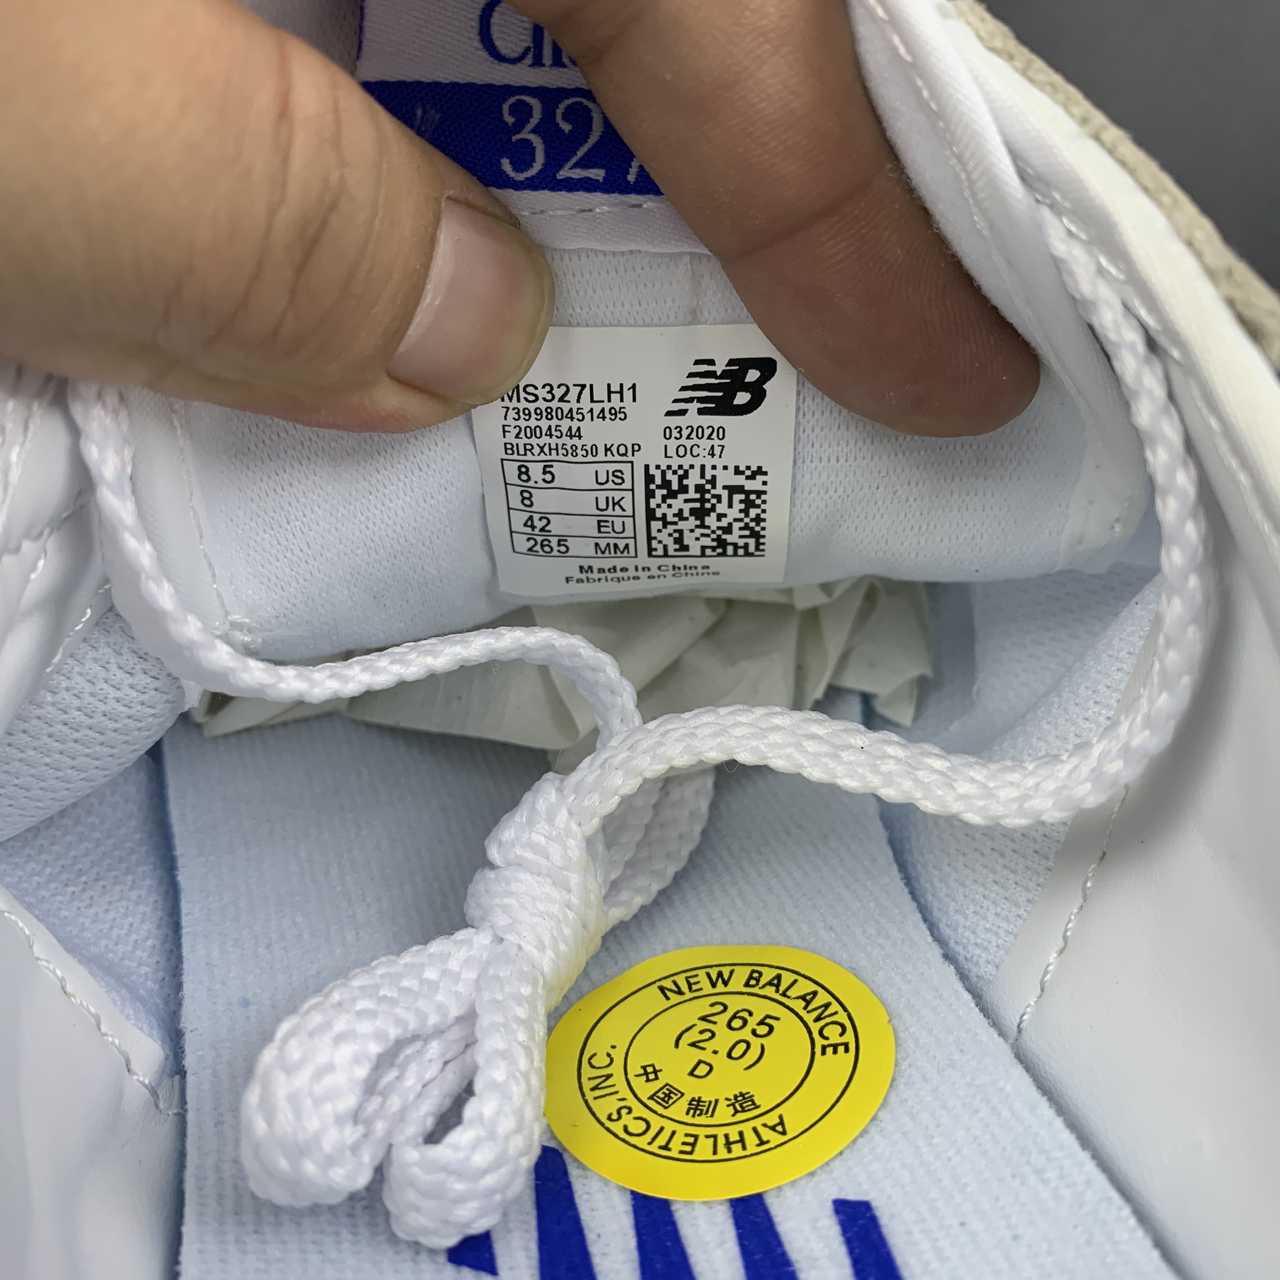 327
MS327LH1
739980451495
F2004544
BLRXH5850 KQP
NB
032020
LOC:47
8.5 US
8 UK
42 EU
265 MM
Made in China
Fabrique en Chine
NEW BALANCE
ATHLETICS, INC.
265
(2.0)
D
中国制造